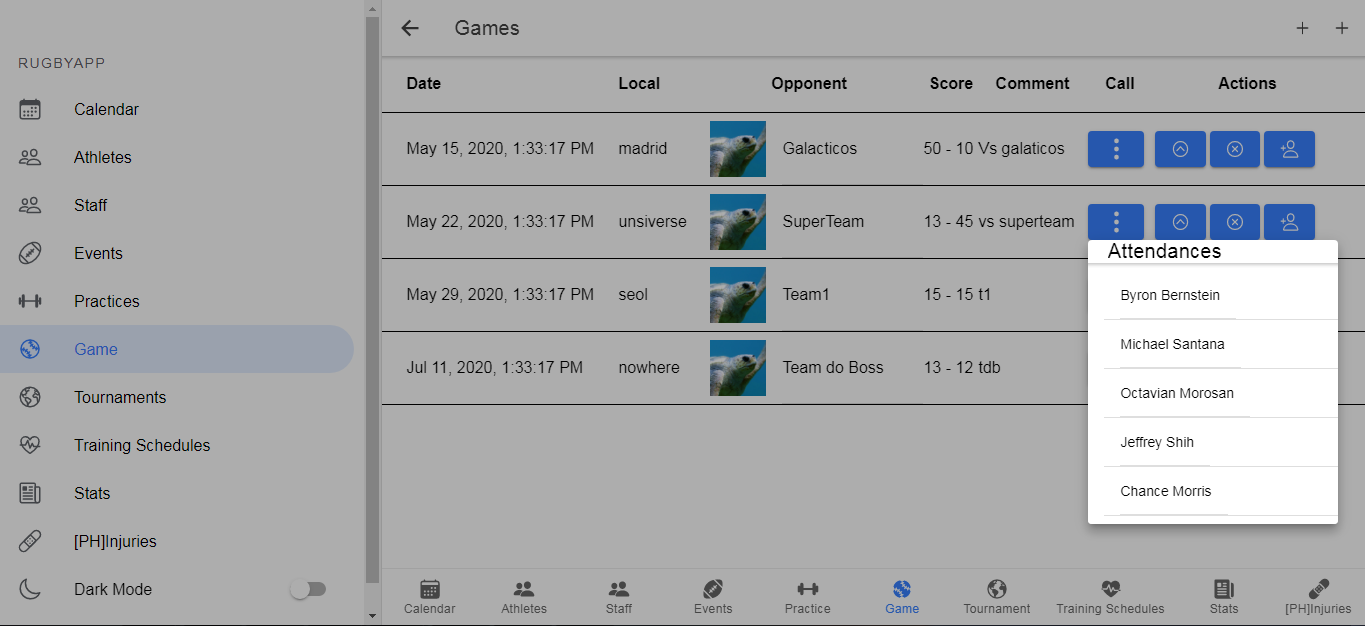 RUGBYAPP
Calendar
Athletes
Staff
Events
Practices
Game
Tournaments
Training Schedules
Stats
[PH]Injuries
Dark Mode
Games
Date Local Opponent Score Comment Call Actions
May 15, 2020, 1:33:17 PM madrid Galacticos 50 - 10 Vs galaticos
May 22, 2020, 1:33:17 PM unsiverse SuperTeam 13 - 45 vs superteam
May 29, 2020, 1:33:17 PM seol Team1 15 - 15 t1
Jul 11, 2020, 1:33:17 PM nowhere Team do Boss 13 - 12 tdb
Attendances
Byron Bernstein
Michael Santana
Octavian Morosan
Jeffrey Shih
Chance Morris
Calendar Athletes Staff Events Practice Game Tournament Training Schedules Stats [PH]Injuries